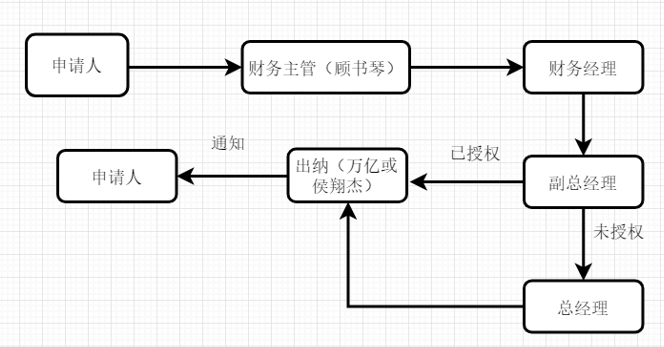 申请人
财务主管（顾书琴）
财务经理
通知
已授权
申请人
出纳（万亿或
侯翔杰）
副总经理
未授权
总经理